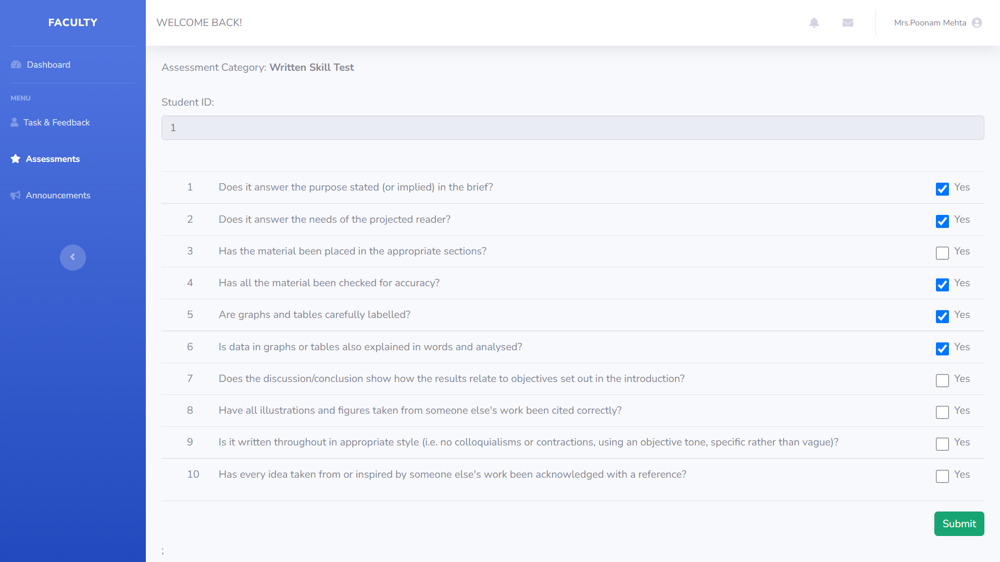 FACULTY
WELCOME BACK!
Mrs.Poonam Mehta
Dashboard
MENU
Task & Feedback
Assessments
Announcements
Assessment Category: Written Skill Test
Student ID:
1
1 Does it answer the purpose stated (or implied) in the brief? Yes
2 Does it answer the needs of the projected reader? Yes
3 Has the material been placed in the appropriate sections? Yes
4 Has all the material been checked for accuracy? Yes
5 Are graphs and tables carefully labelled? Yes
6 Is data in graphs or tables also explained in words and analysed? Yes
7 Does the discussion/conclusion show how the results relate to objectives set out in the introduction? Yes
8 Have all illustrations and figures taken from someone else's work been cited correctly? Yes
9 Is it written throughout in appropriate style (i.e. no colloquialisms or contractions, using an objective tone, specific rather than vague)? Yes
10 Has every idea taken from or inspired by someone else's work been acknowledged with a reference? Yes
Submit
;